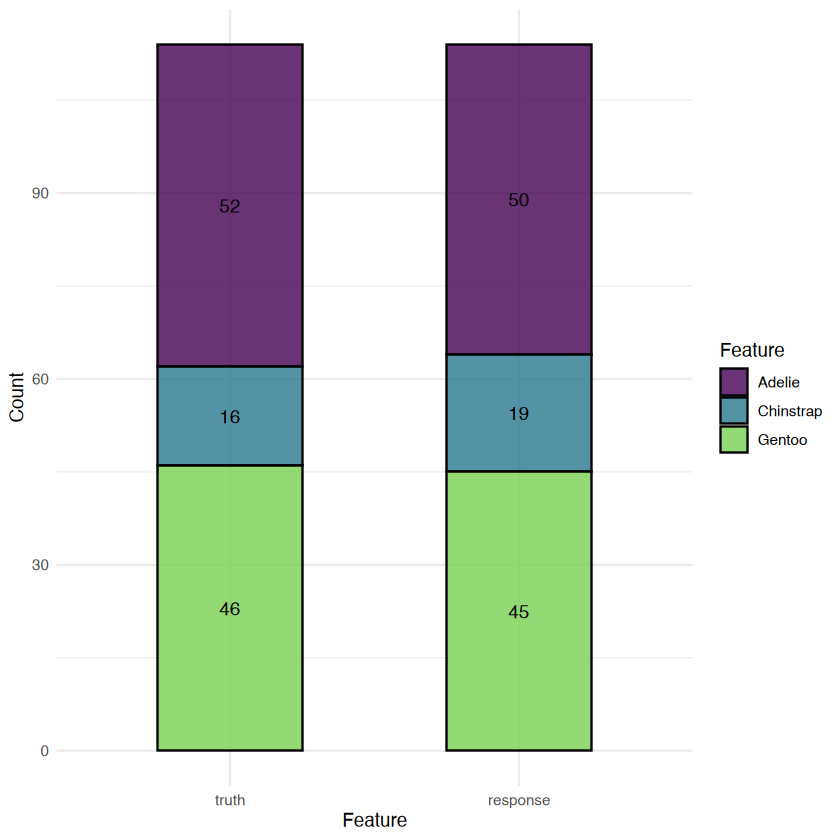 Count
90
60
30
0
52
50
16
19
46
45
truth
response
Feature
Feature
Adelie
Chinstrap
Gentoo